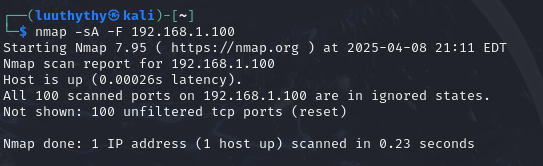 ┌──(luuthythy㉿kali)-[~]
└─$ nmap -sA -F 192.168.1.100
Starting Nmap 7.95 ( https://nmap.org ) at 2025-04-08 21:11 EDT
Nmap scan report for 192.168.1.100
Host is up (0.00026s latency).
All 100 scanned ports on 192.168.1.100 are in ignored states.
Not shown: 100 unfiltered tcp ports (reset)
Nmap done: 1 IP address (1 host up) scanned in 0.23 seconds